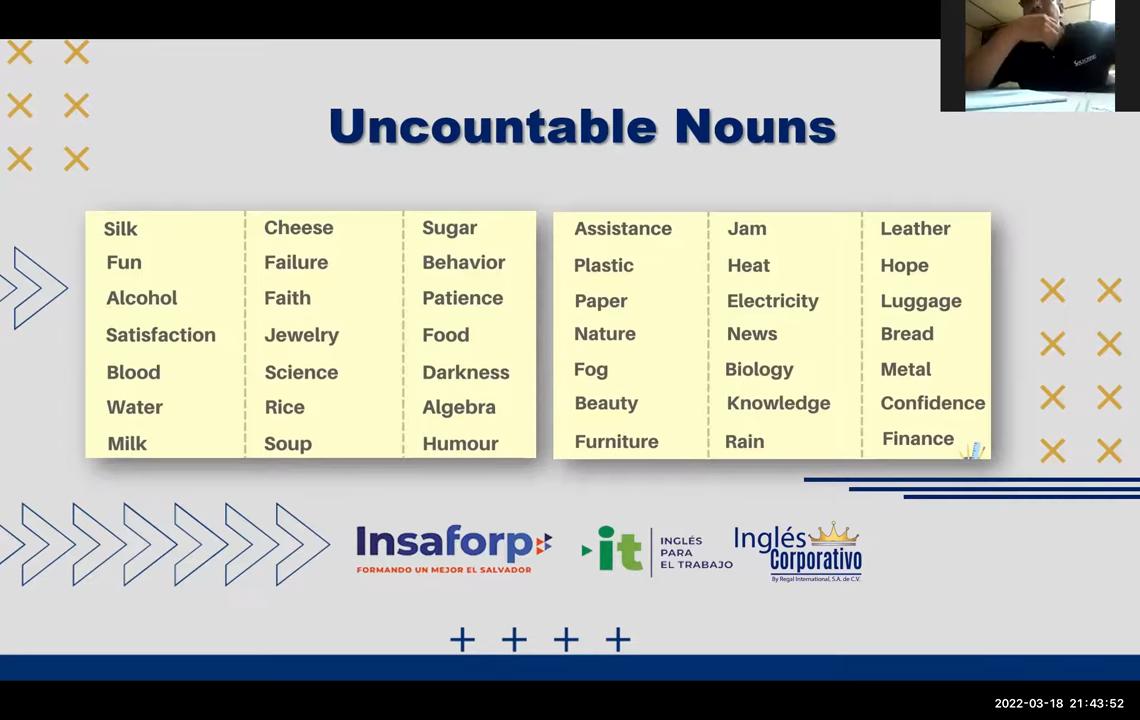 Uncountable Nouns
Silk Cheese Sugar
Fun Failure Behavior
Alcohol Faith Patience
Satisfaction Jewelry Food
Blood Science Darkness
Water Rice Algebra
Milk Soup Humour
Assistance Jam Leather
Plastic Heat Hope
Paper Electricity Luggage
Nature News Bread
Fog Biology Metal
Beauty Knowledge Confidence
Furniture Rain Finance
Insaforp
FORMANDO UN MEJOR EL SALVADOR
it
INGLÉS
PARA
EL TRABAJO
Inglés
Corporativo
By Regal International, S.A. de C.V.
2022-03-18 21:43:52